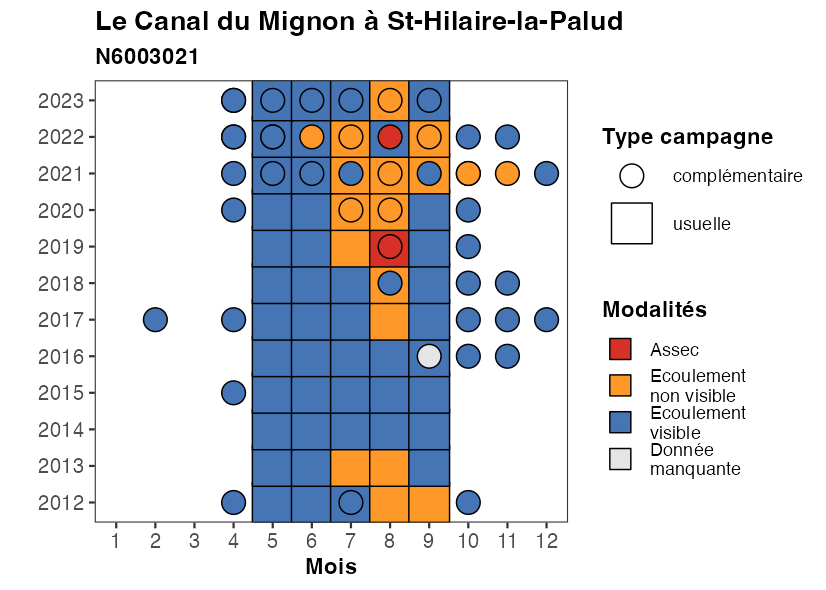 Le Canal du Mignon à St-Hilaire-la-Palud
N6003021
2023
2022
2021
2020
2019
2018
2017
2016
2015
2014
2013
2012
1 2 3 4 5 6 7 8 9 10 11 12
Mois
Type campagne
complémentaire
usuelle
Modalités
Assec
Ecoulement
non visible
Ecoulement
visible
Donnée
manquante